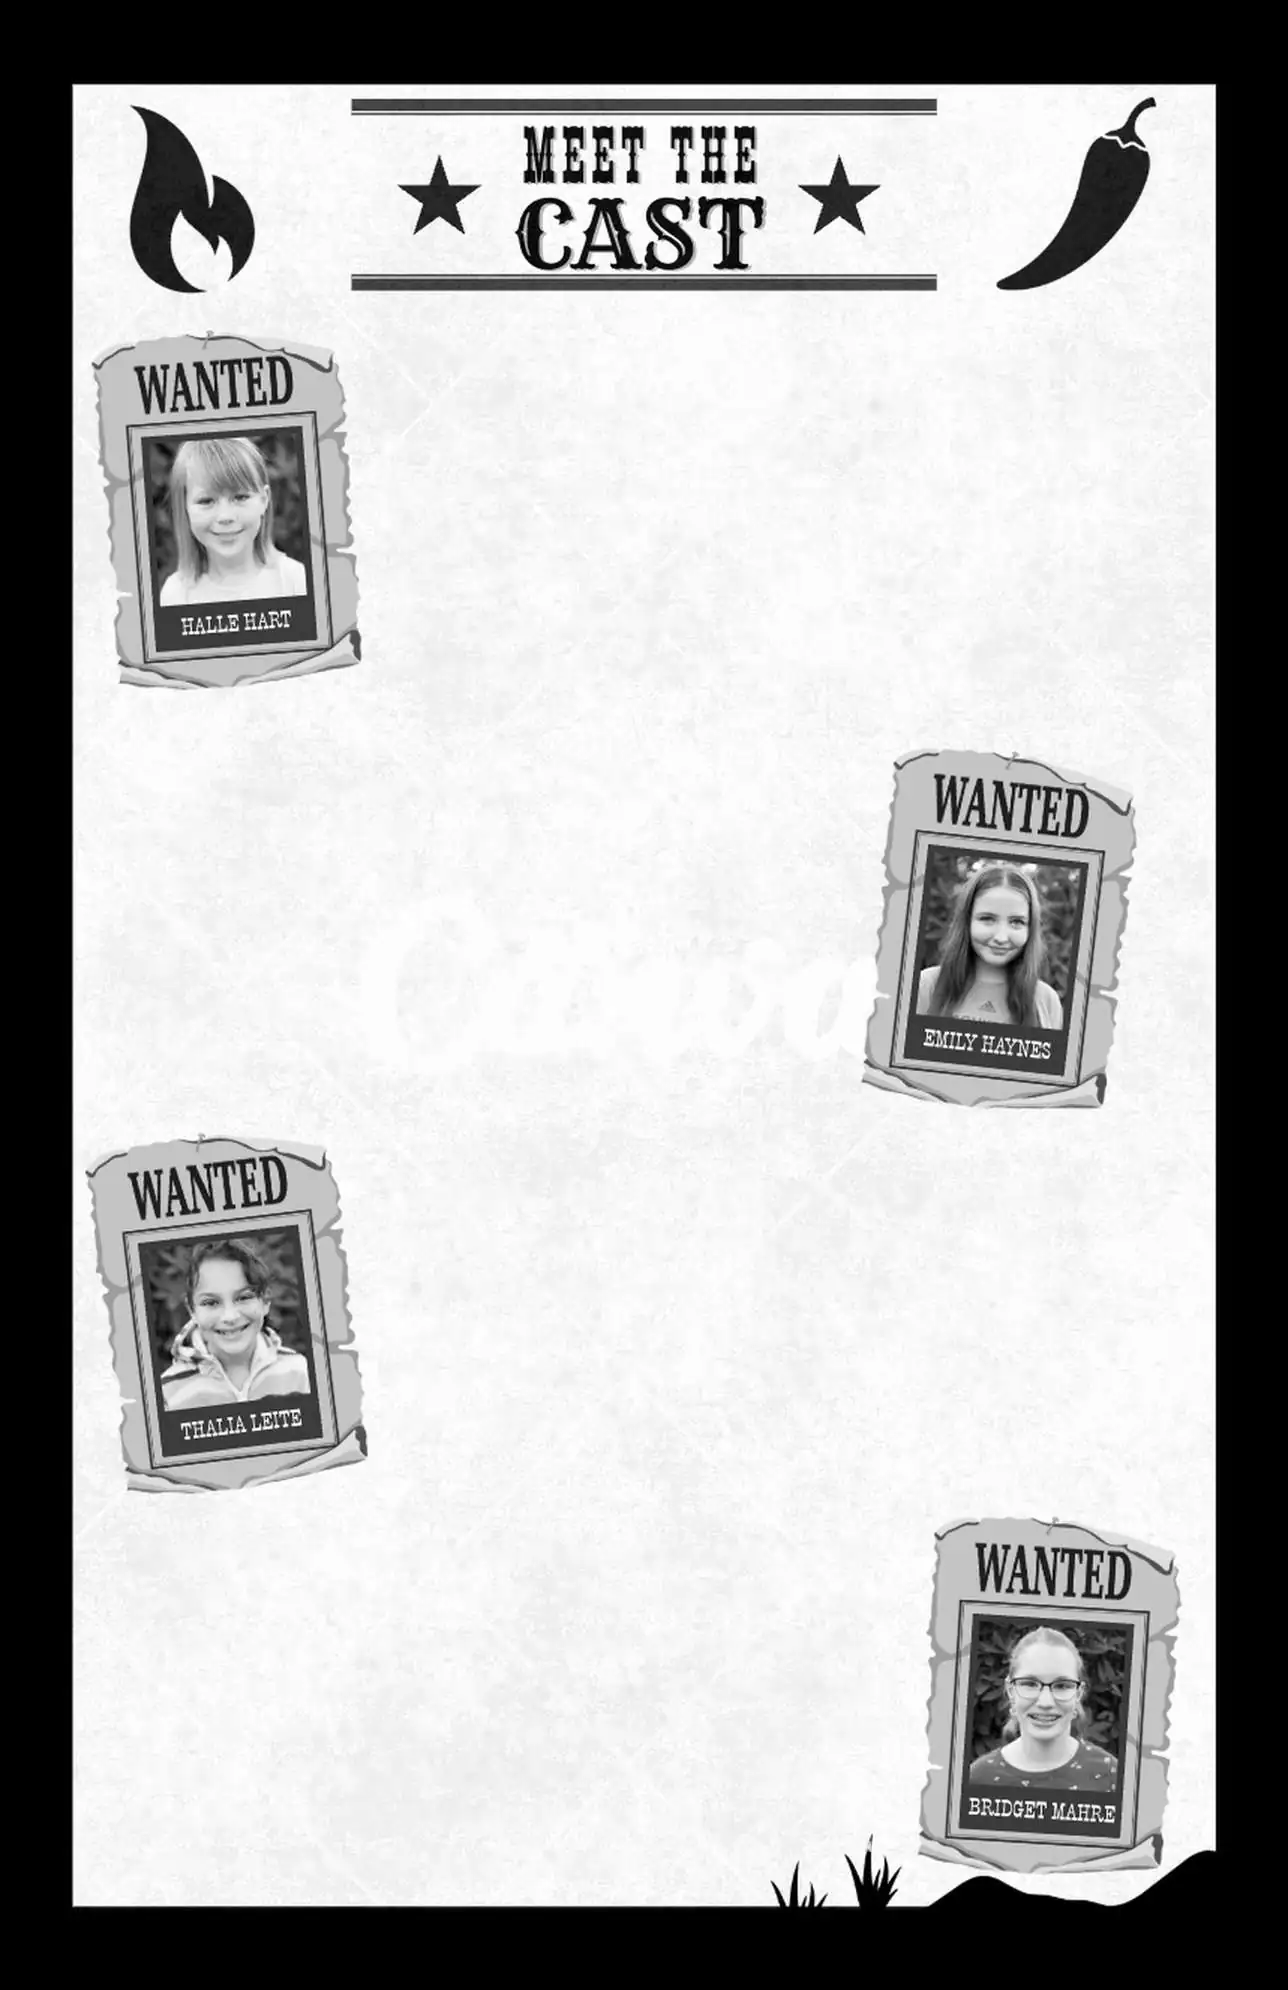 MEET THE
CAST
WANTED
HALLE HART
WANTED
EMILY HAYNES
WANTED
THALIA LEITE
WANTED
BRIDGET MAHRE